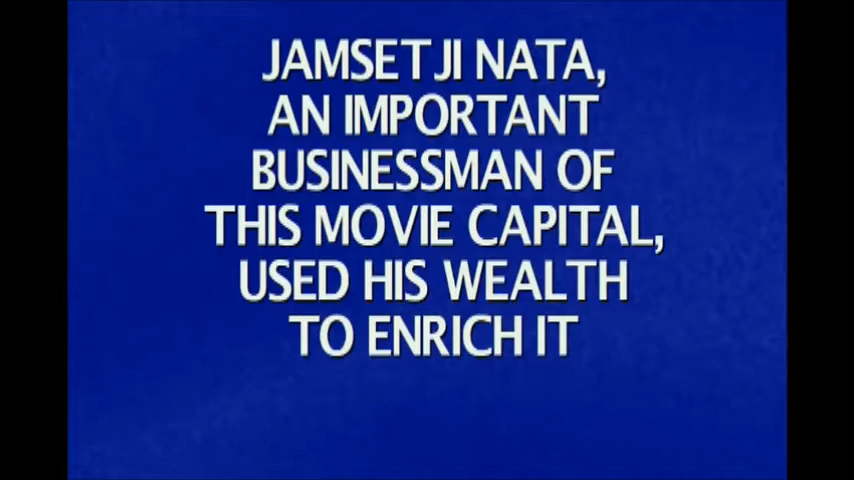 JAMSETJI NATA,
AN IMPORTANT
BUSINESSMAN OF
THIS MOVIE CAPITAL,
USED HIS WEALTH
TO ENRICH IT